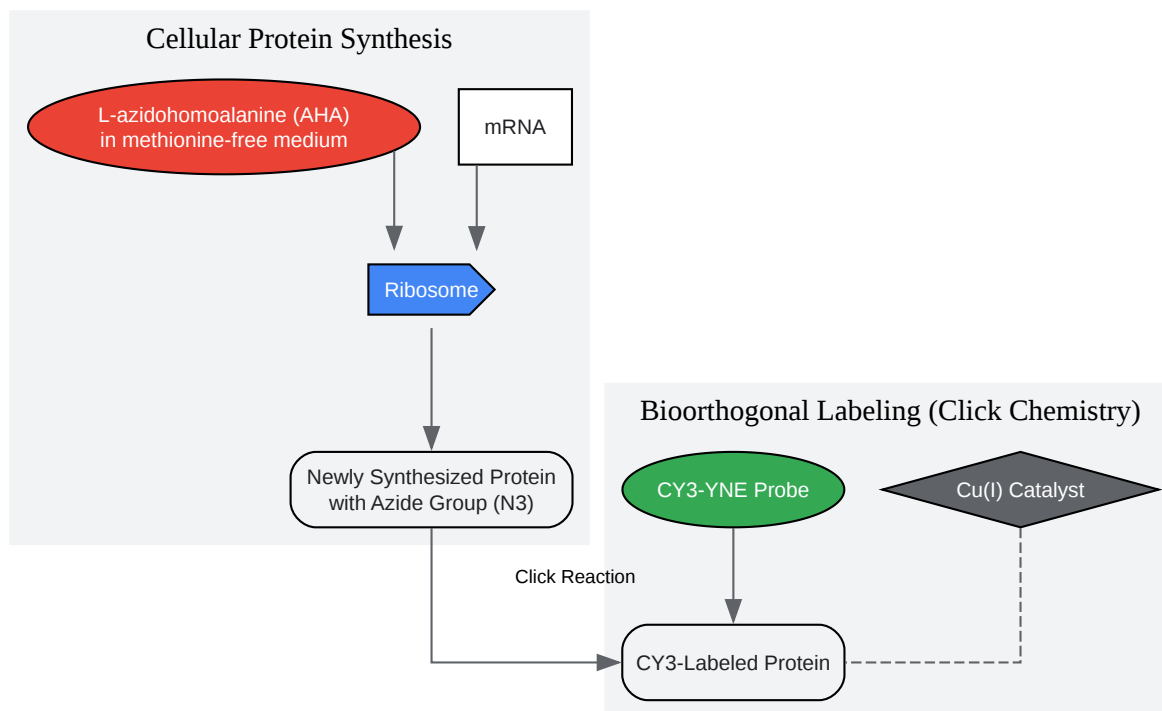 Cellular Protein Synthesis
L-azidohomoalanine (AHA)
in methionine-free medium
mRNA
Ribosome
Newly Synthesized Protein
with Azide Group (N3)
Click Reaction
Bioorthogonal Labeling (Click Chemistry)
CY3-YNE Probe
Cu(I) Catalyst
CY3-Labeled Protein